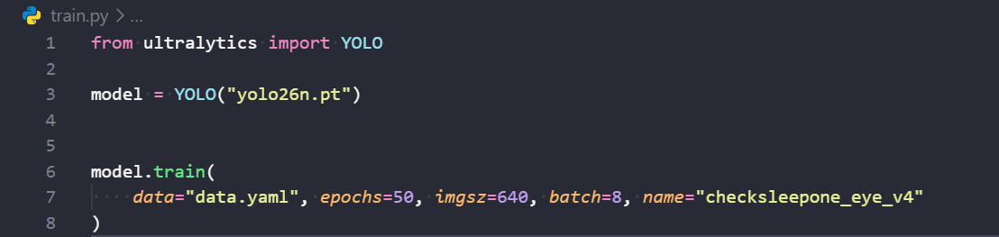 train.py > ...
1 from ultralytics import YOLO
2
3 model = YOLO("yolo26n.pt")
4
5
6 model.train(
7     data="data.yaml", epochs=50, imgsz=640, batch=8, name="checksleepone_eye_v4"
8 )